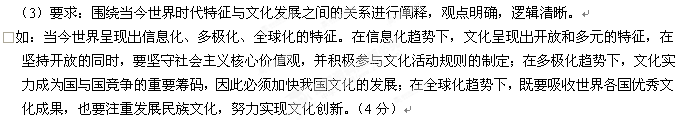 （3）要求：围绕当今世界时代特征与文化发展之间的关系进行阐释，观点明确，逻辑清晰。
如：当今世界呈现出信息化、多极化、全球化的特征。在信息化趋势下，文化呈现出开放和多元的特征，在
坚持开放的同时，要坚守社会主义核心价值观，并积极参与文化活动规则的制定；在多极化趋势下，文化实
力成为国与国竞争的重要筹码，因此必须加快我国文化的发展；在全球化趋势下，既要吸收世界各国优秀文
化成果，也要注重发展民族文化，努力实现文化创新。（4 分）